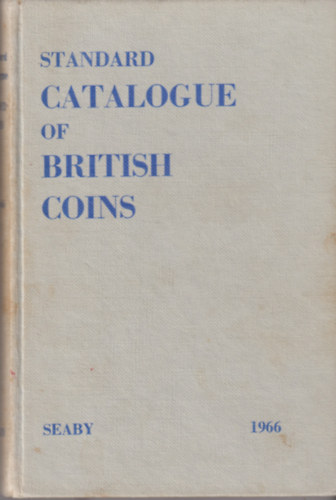 STANDARD
CATALOGUE
OF
BRITISH
COINS
SEABY 1966